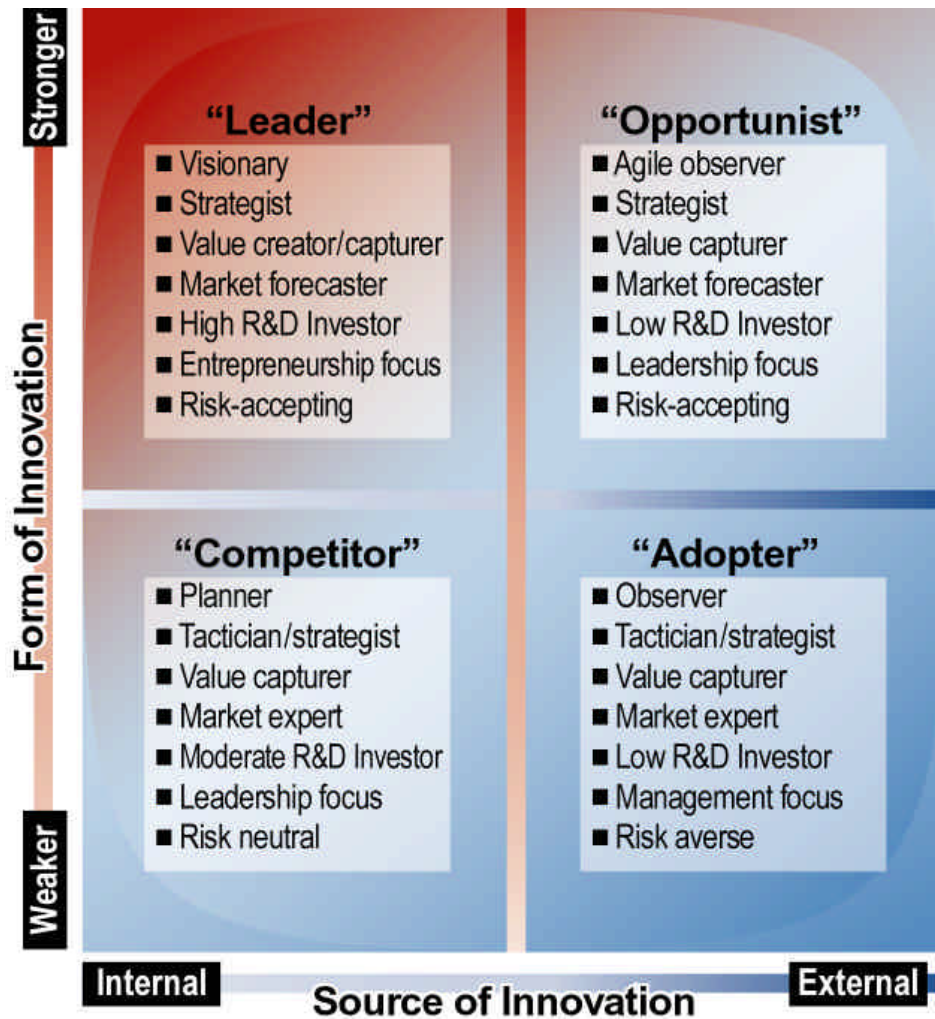 Stronger
Form of Innovation
Weaker
“Leader”
■ Visionary
■ Strategist
■ Value creator/capturer
■ Market forecaster
■ High R&D Investor
■ Entrepreneurship focus
■ Risk-accepting
“Opportunist”
■ Agile observer
■ Strategist
■ Value capturer
■ Market forecaster
■ Low R&D Investor
■ Leadership focus
■ Risk-accepting
“Competitor”
■ Planner
■ Tactician/strategist
■ Value capturer
■ Market expert
■ Moderate R&D Investor
■ Leadership focus
■ Risk neutral
“Adopter”
■ Observer
■ Tactician/strategist
■ Value capturer
■ Market expert
■ Low R&D Investor
■ Management focus
■ Risk averse
Internal
Source of Innovation
External